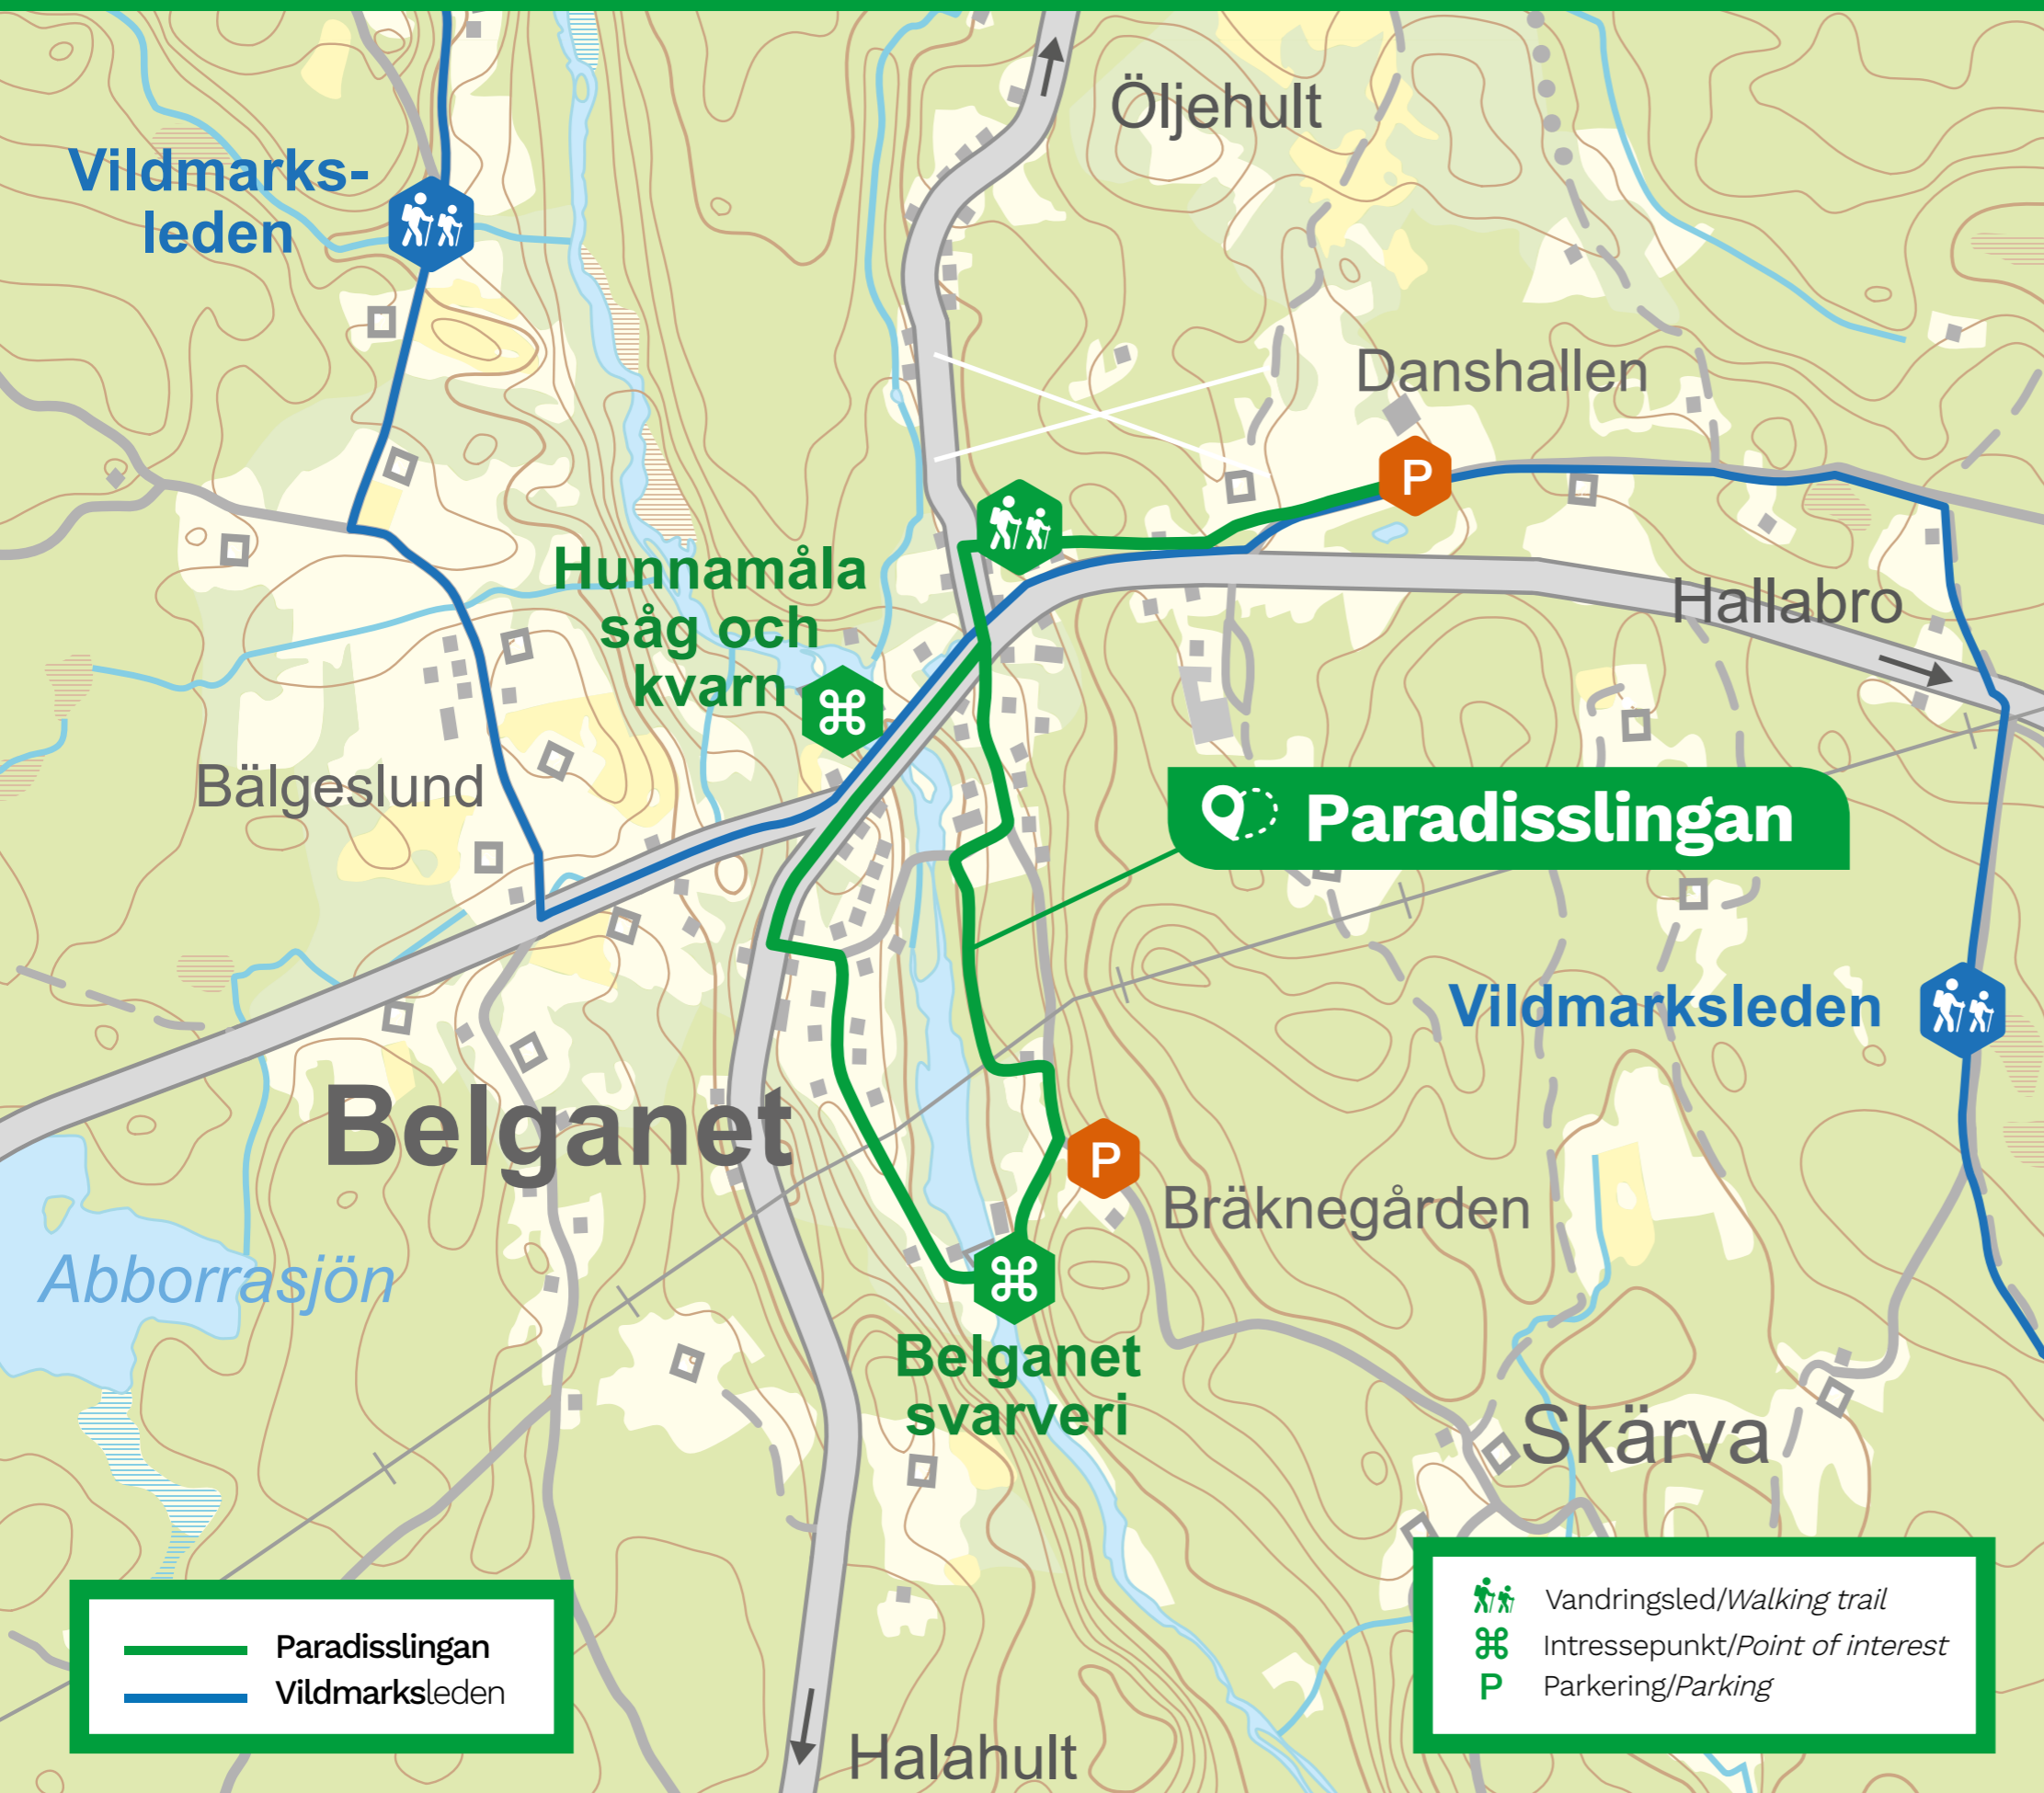 Öljehult
Vildmarks-
leden
Danshallen
P
Hunnamåla
såg och
kvarn
Hallabro
Bälgeslund
Paradisslingan
Vildmarksleden
Belganet
P
Bräknegården
Abborrasjön
Belganet
svarveri
Skärva
Halahult
Paradisslingan
Vildmarksleden
Vandringsled/Walking trail
Intressepunkt/Point of interest
P Parkering/Parking